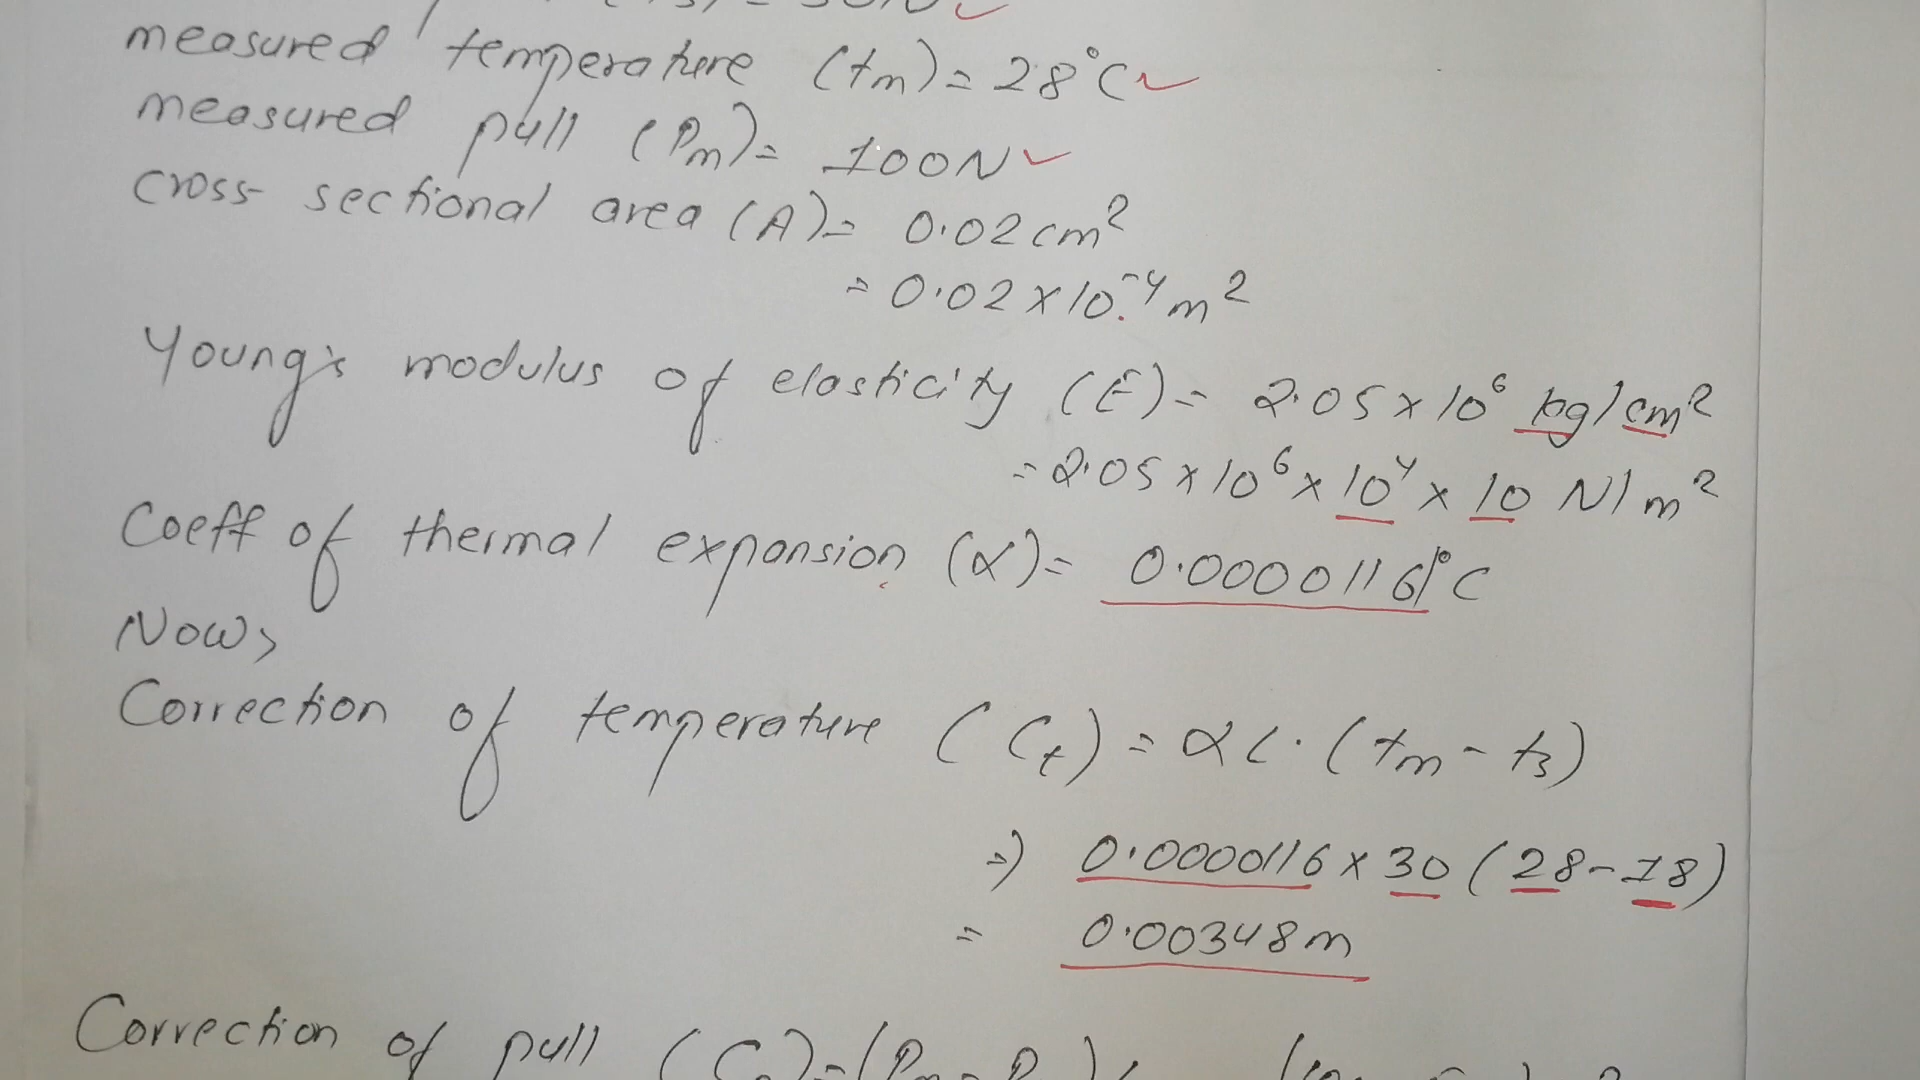 measured temperature (tm) = 28°C
measured pull (Pm) = 100N
cross-sectional area (A) = 0.02 cm²
= 0.02 × 10⁻⁴ m²
Young's modulus of elasticity (E) = 2.05 × 10⁶ kg/cm²
= 2.05 × 10⁶ × 10⁴ × 10 N/m²
Coeff of thermal expansion (α) = 0.0000116/°C
Now,
Correction of temperature (Ct) = αL·(tm - ts)
⇒ 0.0000116 × 30 (28 - 18)
= 0.00348m
Correction of pull